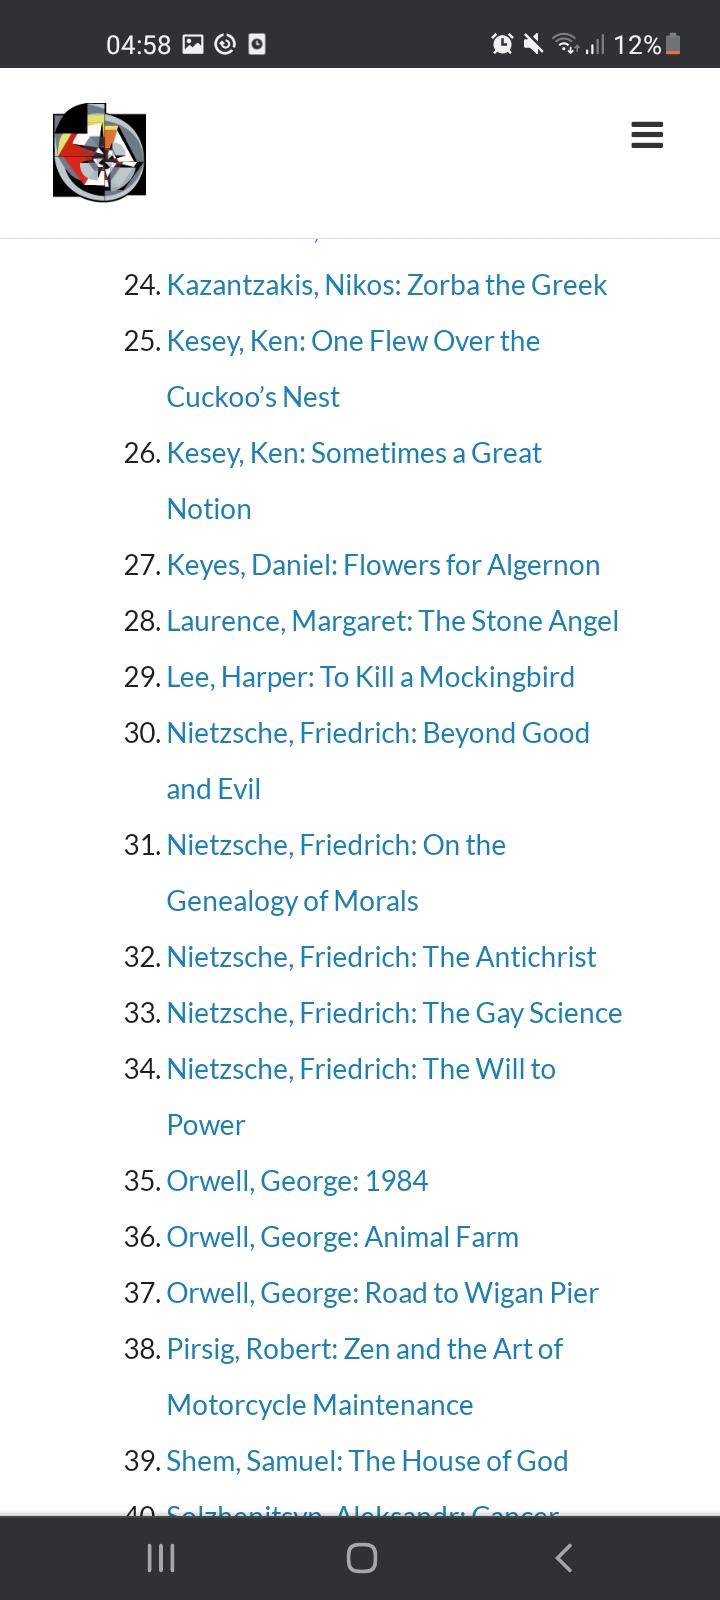 04:58 12%
24. Kazantzakis, Nikos: Zorba the Greek
25. Kesey, Ken: One Flew Over the
Cuckoo’s Nest
26. Kesey, Ken: Sometimes a Great
Notion
27. Keyes, Daniel: Flowers for Algernon
28. Laurence, Margaret: The Stone Angel
29. Lee, Harper: To Kill a Mockingbird
30. Nietzsche, Friedrich: Beyond Good
and Evil
31. Nietzsche, Friedrich: On the
Genealogy of Morals
32. Nietzsche, Friedrich: The Antichrist
33. Nietzsche, Friedrich: The Gay Science
34. Nietzsche, Friedrich: The Will to
Power
35. Orwell, George: 1984
36. Orwell, George: Animal Farm
37. Orwell, George: Road to Wigan Pier
38. Pirsig, Robert: Zen and the Art of
Motorcycle Maintenance
39. Shem, Samuel: The House of God
40. Solzhenitsyn, Aleksandr: Cancer